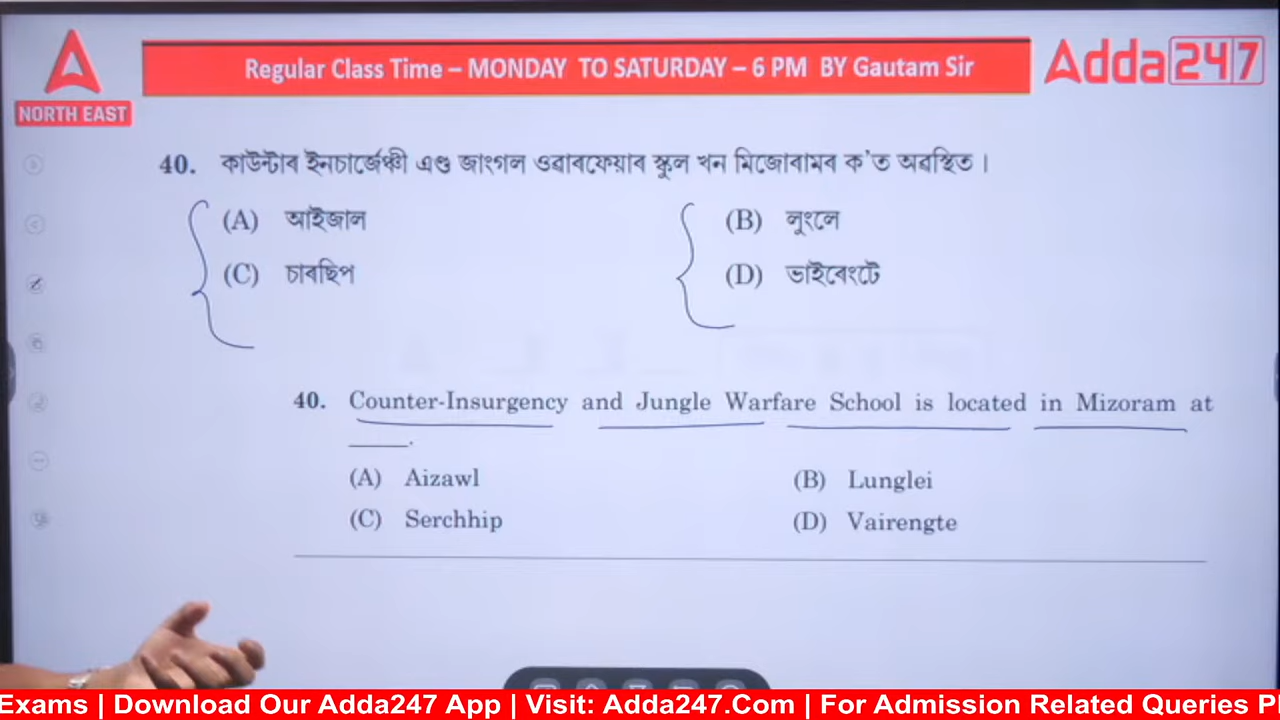 Regular Class Time – MONDAY TO SATURDAY – 6 PM BY Gautam Sir
Adda247
NORTH EAST
40. কাউন্টাৰ ইনচাৰ্জেঞ্চী এণ্ড জাংগল ওৱাৰফেয়াৰ স্কুল খন মিজোৰামৰ ক'ত অৱস্থিত।
(A) আইজাল (B) লুংলে
(C) চাৰছিপ (D) ভাইৰেংটে
40. Counter-Insurgency and Jungle Warfare School is located in Mizoram at
_____.
(A) Aizawl (B) Lunglei
(C) Serchhip (D) Vairengte
Exams | Download Our Adda247 App | Visit: Adda247.Com | For Admission Related Queries P